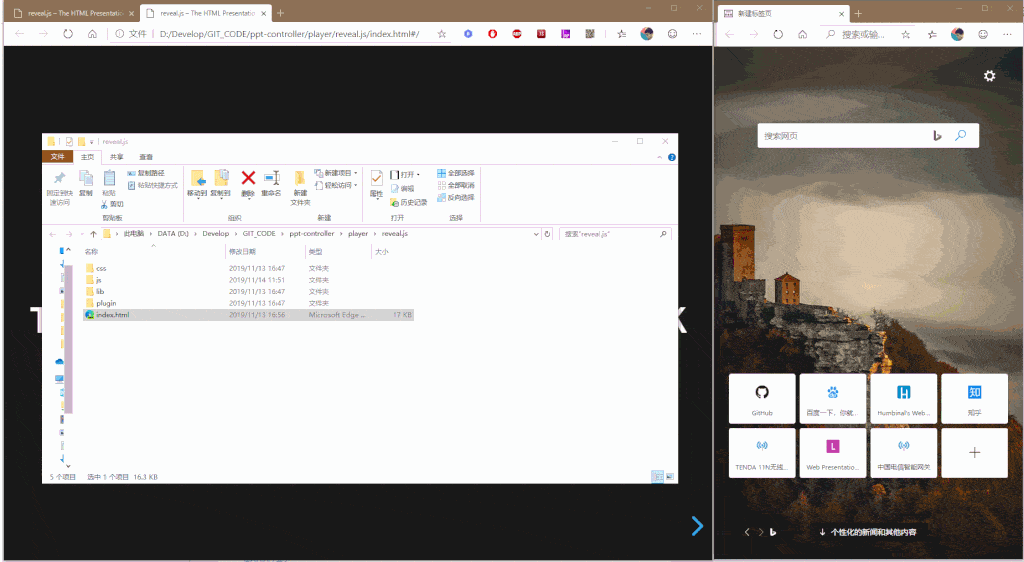 reveal.js – The HTML Presentatio
reveal.js – The HTML Presentatio
文件 D:/Develop/GIT_CODE/ppt-controller/player/reveal.js/index.html#/
reveal.js
文件 主页 共享 查看
固定到快速访问
复制
粘贴
复制路径
粘贴快捷方式
剪切
剪贴板
移动到 复制到 删除 重命名
组织
新建文件夹
新建项目
轻松访问
新建
属性
打开
编辑
历史记录
打开
全部选择
全部取消
反向选择
选择
此电脑 DATA (D:) Develop GIT_CODE ppt-controller player reveal.js
搜索"reveal.js"
名称 修改日期 类型 大小
css 2019/11/13 16:47 文件夹
js 2019/11/14 11:51 文件夹
lib 2019/11/13 16:47 文件夹
plugin 2019/11/13 16:47 文件夹
index.html 2019/11/13 16:56 Microsoft Edge ... 17 KB
5 个项目 选中 1 个项目 16.3 KB
新建标签页
搜索或输...
搜索网页
GitHub
百度一下，你就...
Humbinal's Web...
知乎
TENDA 11N无线...
Web Presentatio...
中国电信智能网关
个性化的新闻和其他内容